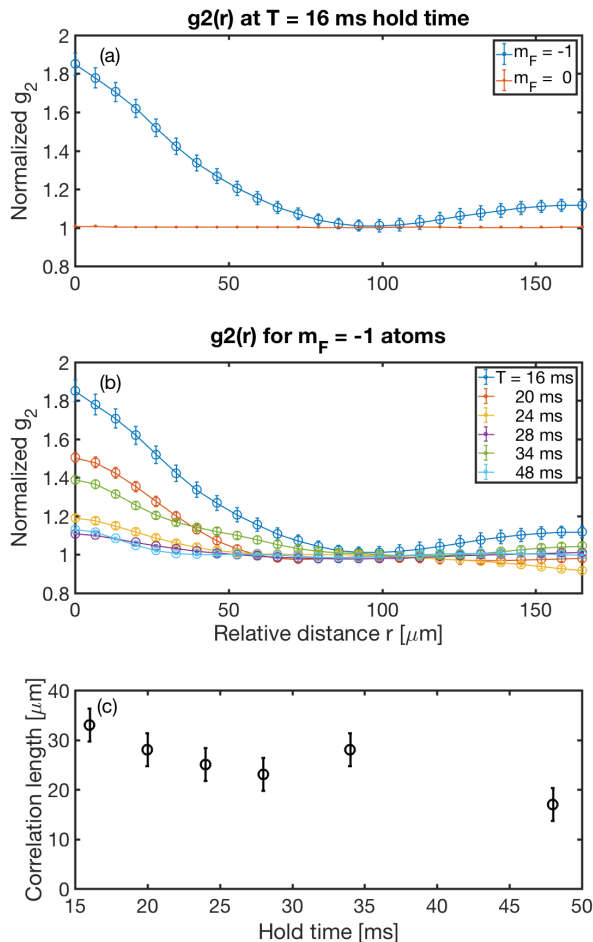 g2(r) at T = 16 ms hold time
(a)
m_F = -1
m_F = 0
2
1.8
1.6
1.4
1.2
1
0.8
Normalized g_2
0 50 100 150
g2(r) for m_F = -1 atoms
(b)
T = 16 ms
20 ms
24 ms
28 ms
34 ms
48 ms
2
1.8
1.6
1.4
1.2
1
0.8
Normalized g_2
0 50 100 150
Relative distance r [μm]
(c)
40
30
20
10
0
Correlation length [μm]
15 20 25 30 35 40 45 50
Hold time [ms]